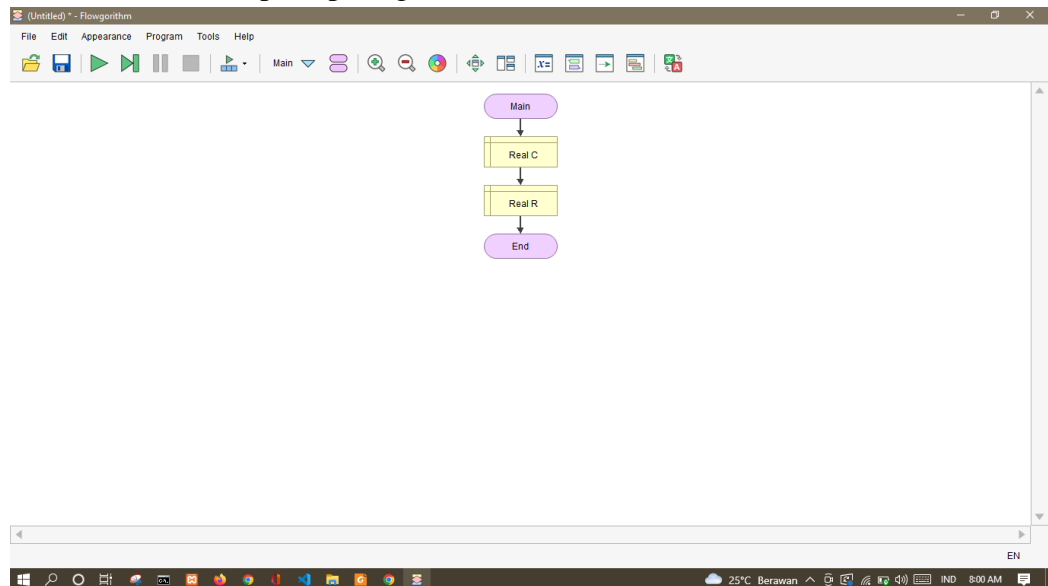 (Untitled) * - Flowgorithm
File Edit Appearance Program Tools Help
Main
x=
Main
Real C
Real R
End
EN
25°C Berawan
IND
8:00 AM